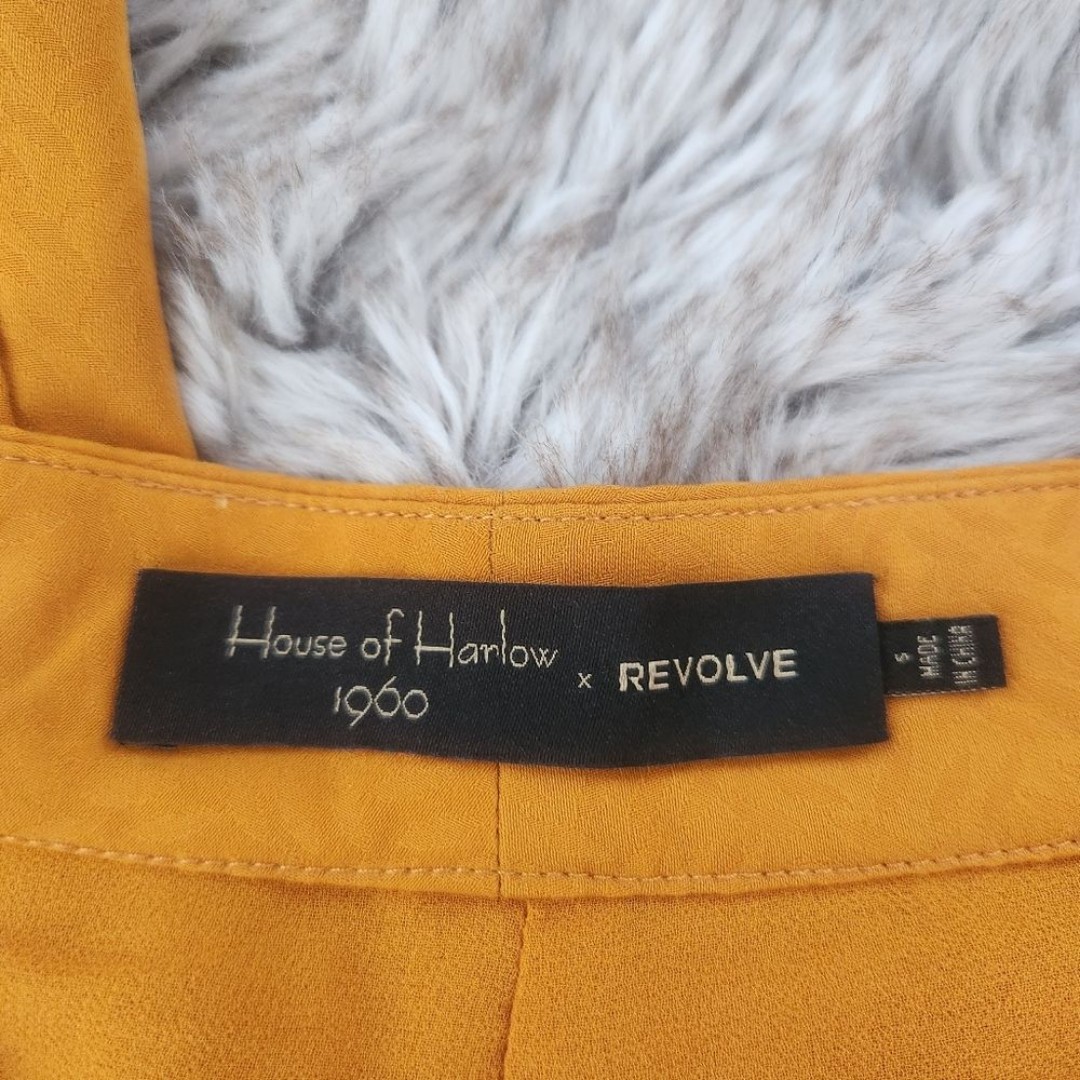 House of Harlow
1960
x REVOLVE
S
MADE
IN CHINA